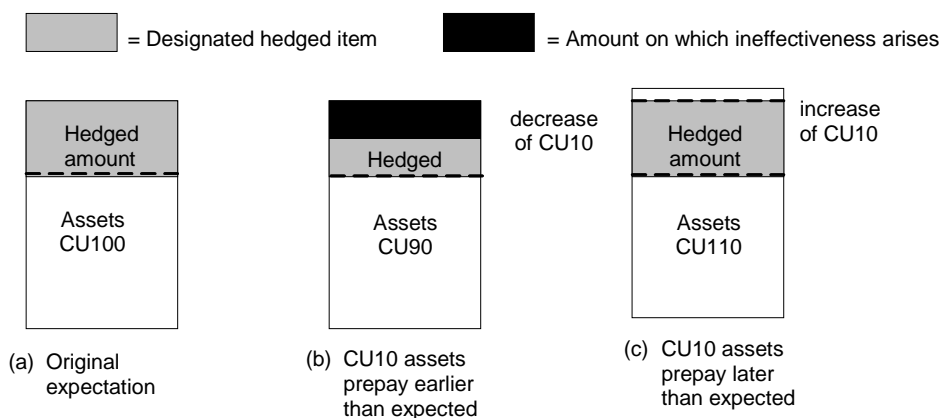 = Designated hedged item
= Amount on which ineffectiveness arises
Hedged
amount
Assets
CU100
(a) Original
expectation
Hedged
decrease
of CU10
Assets
CU90
(b) CU10 assets
prepay earlier
than expected
Hedged
amount
increase
of CU10
Assets
CU110
(c) CU10 assets
prepay later
than expected